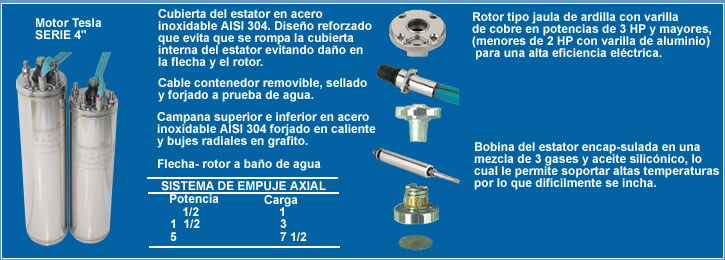 Motor Tesla
SERIE 4"
Cubierta del estator en acero
inoxidable AISI 304. Diseño reforzado
que evita que se rompa la cubierta
interna del estator evitando daño en
la flecha y el rotor.
Cable contenedor removible, sellado
y forjado a prueba de agua.
Campana superior e inferior en acero
inoxidable AISI 304 forjado en caliente
y bujes radiales en grafito.
Flecha- rotor a baño de agua
SISTEMA DE EMPUJE AXIAL
Potencia Carga
1/2 1
1 1/2 3
5 7 1/2
Rotor tipo jaula de ardilla con varilla
de cobre en potencias de 3 HP y mayores,
(menores de 2 HP con varilla de aluminio)
para una alta eficiencia eléctrica.
Bobina del estator encap-sulada en una
mezcla de 3 gases y aceite silicónico, lo
cual le permite soportar altas temperaturas
por lo que dificilmente se incha.